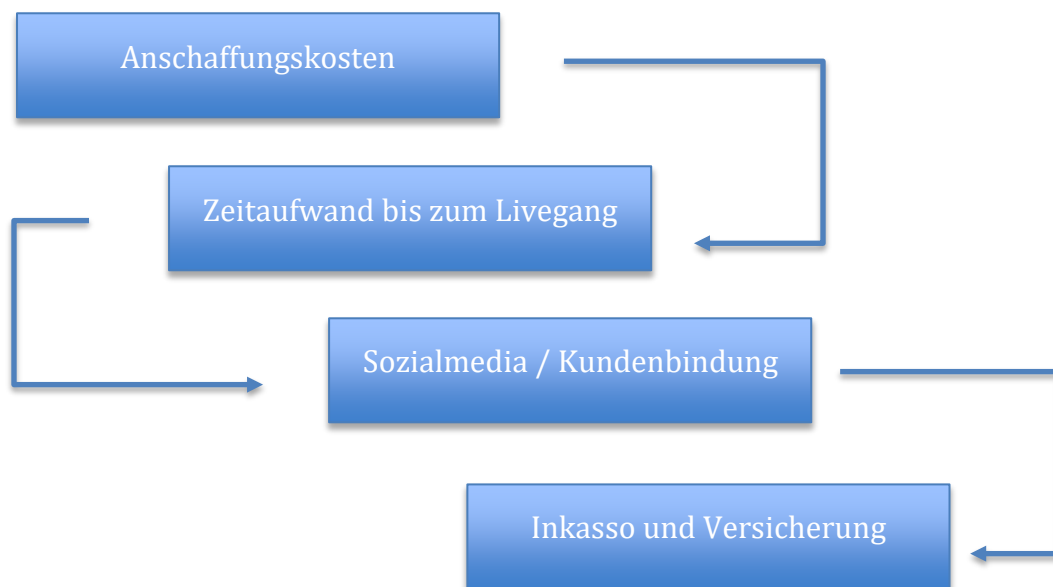 Anschaffungskosten
Zeitaufwand bis zum Livegang
Sozialmedia / Kundenbindung
Inkasso und Versicherung